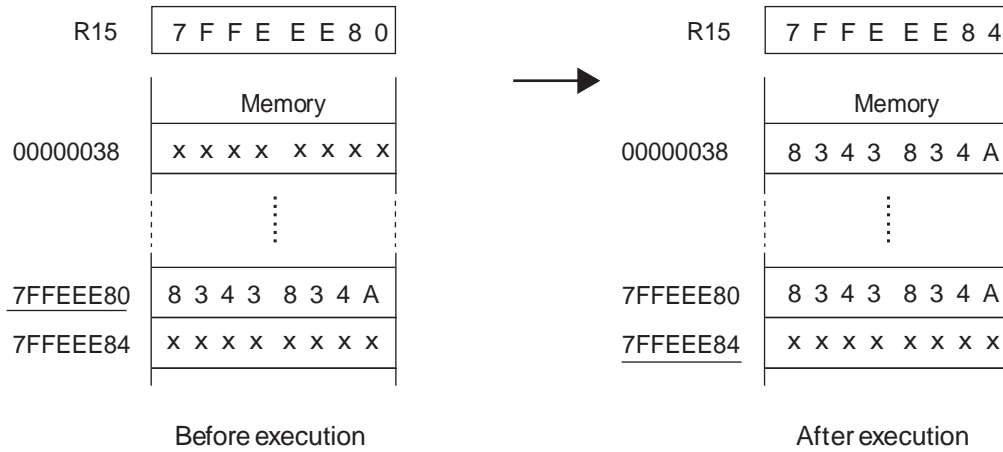 R15 7 F F E E E 8 0 R15 7 F F E E E 8 4
Memory Memory
00000038 x x x x x x x x 00000038 8 3 4 3 8 3 4 A
7FFEEE80 8 3 4 3 8 3 4 A 7FFEEE80 8 3 4 3 8 3 4 A
7FFEEE84 x x x x x x x x 7FFEEE84 x x x x x x x x
Before execution After execution